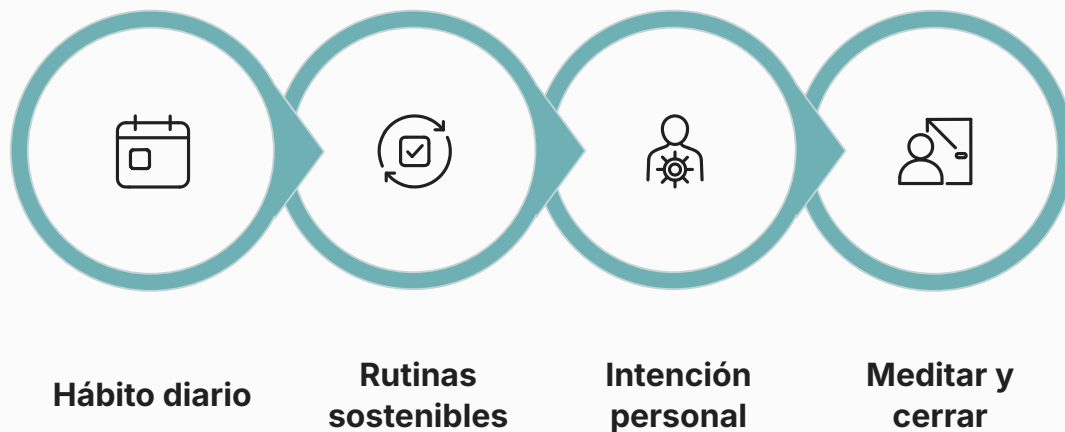 Hábito diario
Rutinas
sostenibles
Intención
personal
Meditar y
cerrar